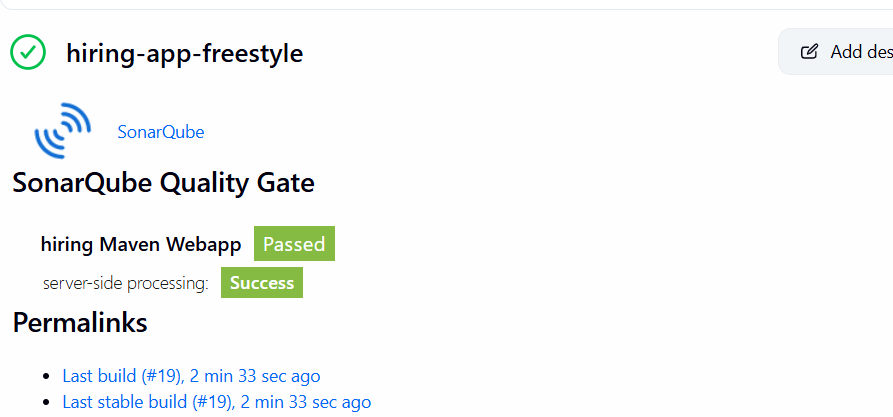 hiring-app-freestyle
Add des
SonarQube
SonarQube Quality Gate
hiring Maven Webapp Passed
server-side processing: Success
Permalinks
• Last build (#19), 2 min 33 sec ago
• Last stable build (#19), 2 min 33 sec ago